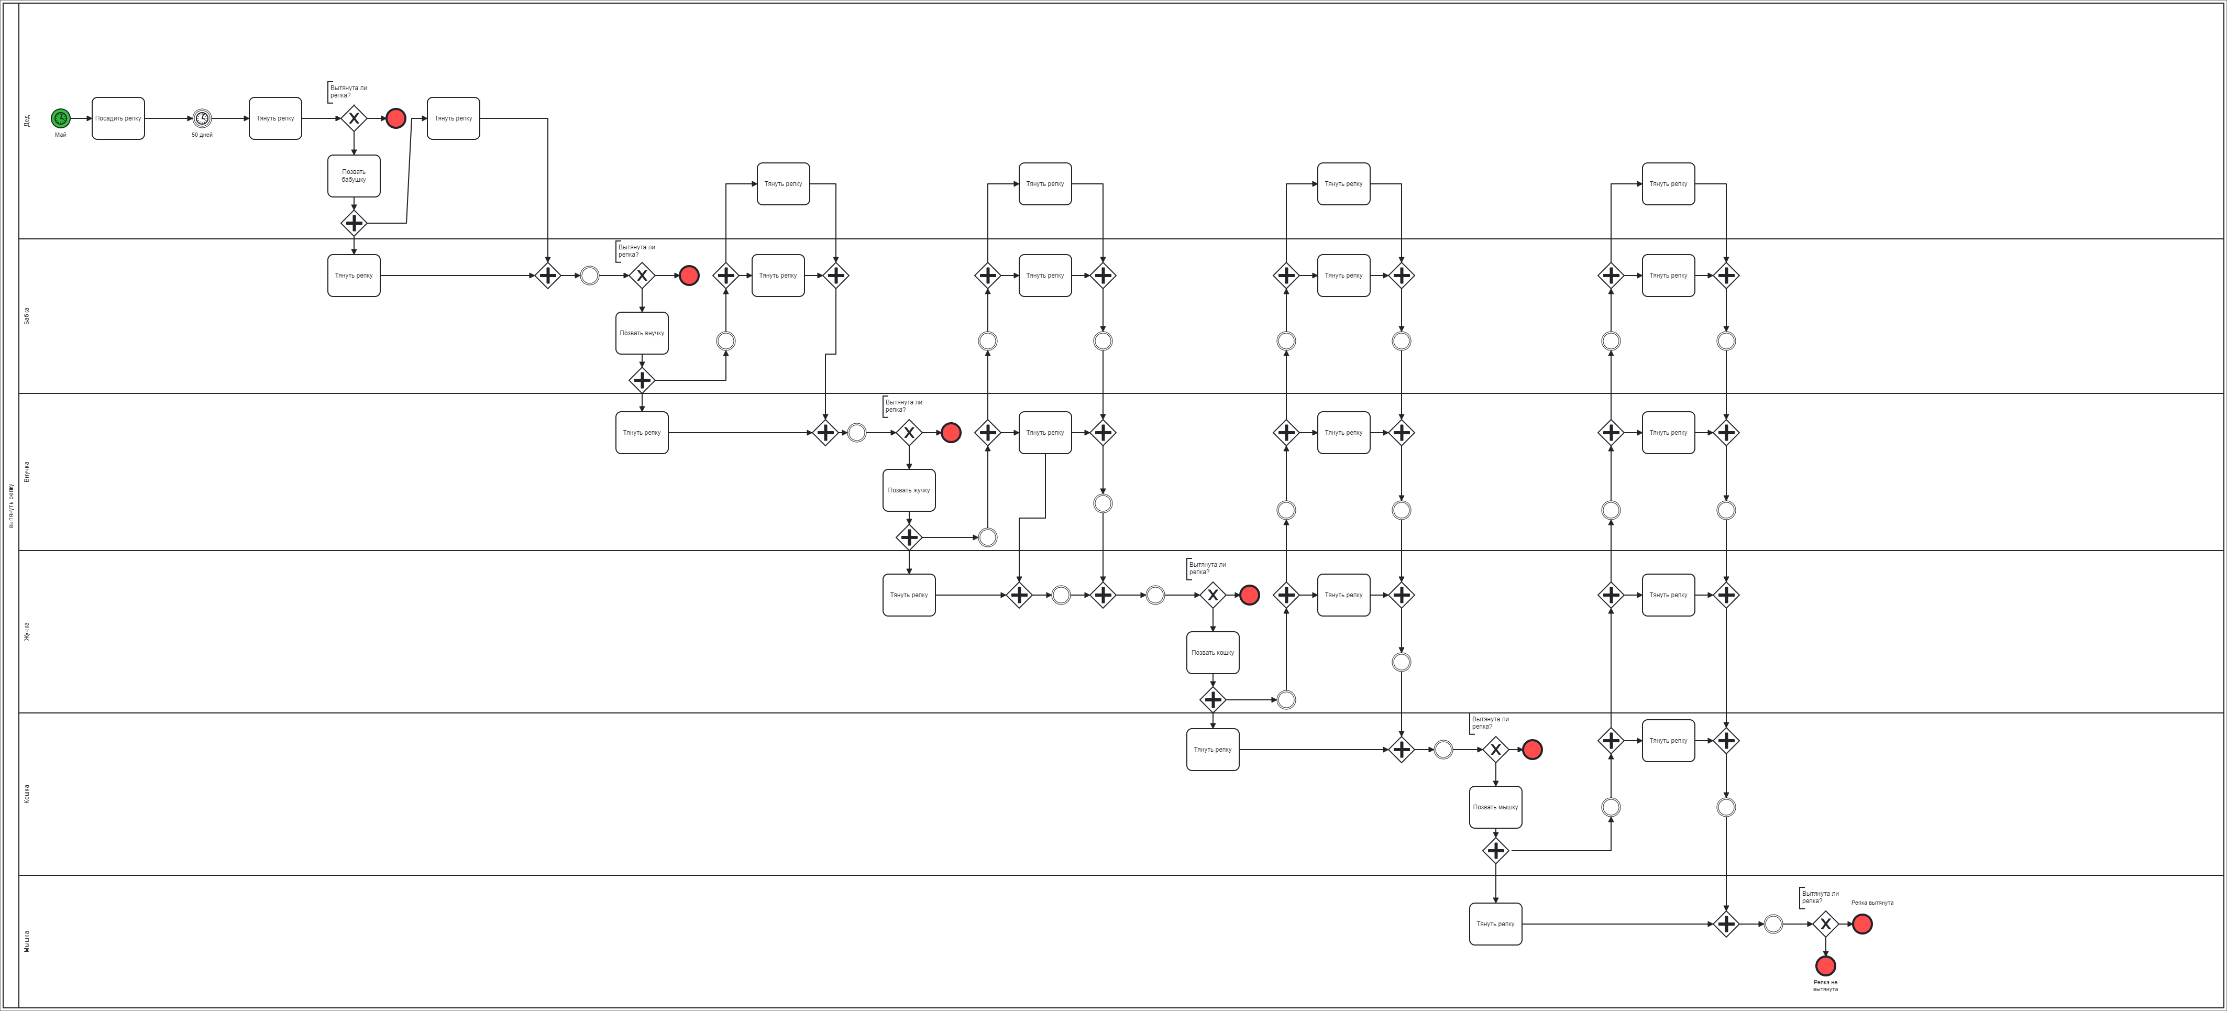 вытянуть репку
Дед
Май
Посадить репку
50 дней
Тянуть репку
Вытянута ли
репка?
Позвать
бабушку
Тянуть репку
Тянуть репку
Тянуть репку
Тянуть репку
Тянуть репку
Бабка
Тянуть репку
Вытянута ли
репка?
Позвать внучку
Тянуть репку
Тянуть репку
Тянуть репку
Тянуть репку
Внучка
Тянуть репку
Вытянута ли
репка?
Позвать жучку
Тянуть репку
Тянуть репку
Тянуть репку
Жучка
Тянуть репку
Вытянута ли
репка?
Позвать кошку
Тянуть репку
Тянуть репку
Кошка
Тянуть репку
Вытянута ли
репка?
Позвать мышку
Тянуть репку
Мышка
Тянуть репку
Вытянута ли
репка?
Репка вытянута
Репка не
вытянута